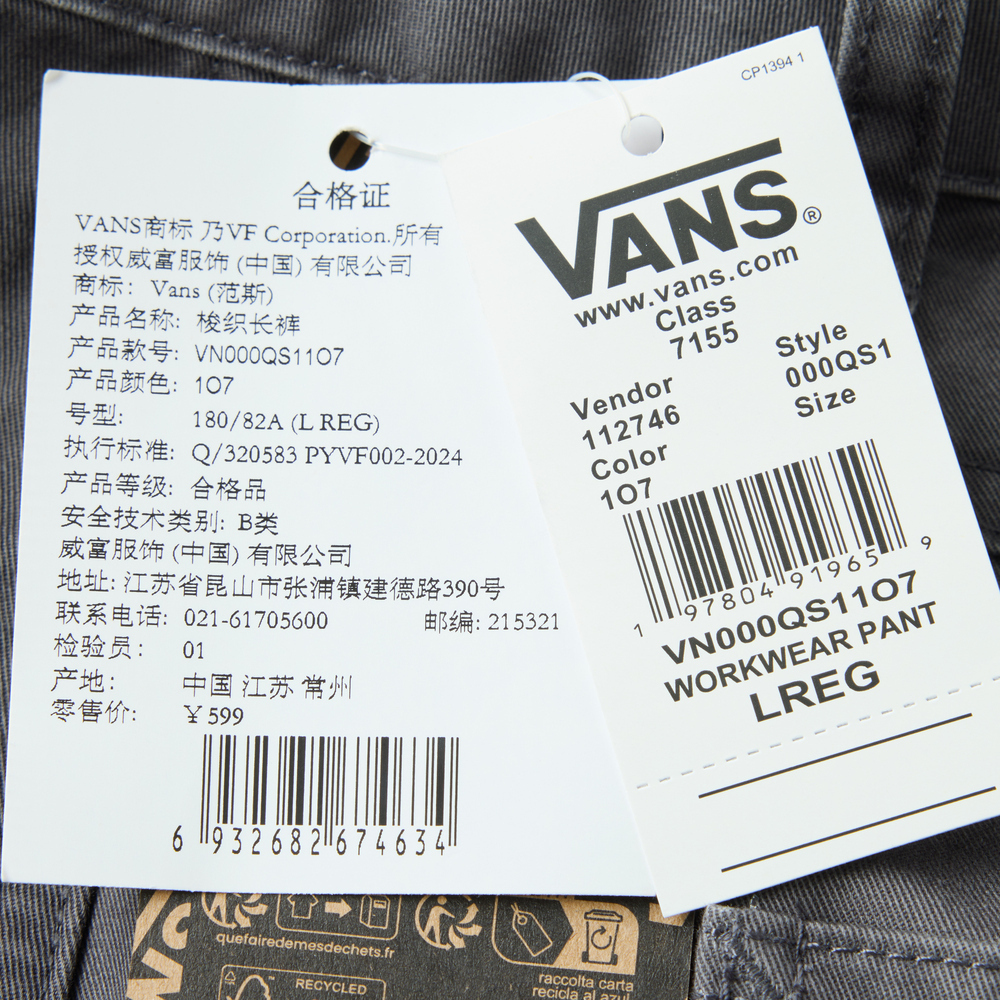 合格证
VANS商标 乃VF Corporation.所有
授权威富服饰 (中国) 有限公司
商标: Vans (范斯)
产品名称: 梭织长裤
产品款号: VN000QS11O7
产品颜色: 1O7
号型: 180/82A (L REG)
执行标准: Q/320583 PYVF002-2024
产品等级: 合格品
安全技术类别: B类
威富服饰 (中国) 有限公司
地址: 江苏省昆山市张浦镇建德路390号
联系电话: 021-61705600 邮编: 215321
检验员: 01
产地: 中国 江苏 常州
零售价: ¥ 599
6 932682 674634
CP1394 1
VANS®
www.vans.com
Class
7155
Style
000QS1
Vendor
112746
Size
Color
1O7
1 97804 91965 9
VN000QS11O7
WORKWEAR PANT
LREG
quefairedemesdechets.fr
RECYCLED
raccolta carta
recicla al azul